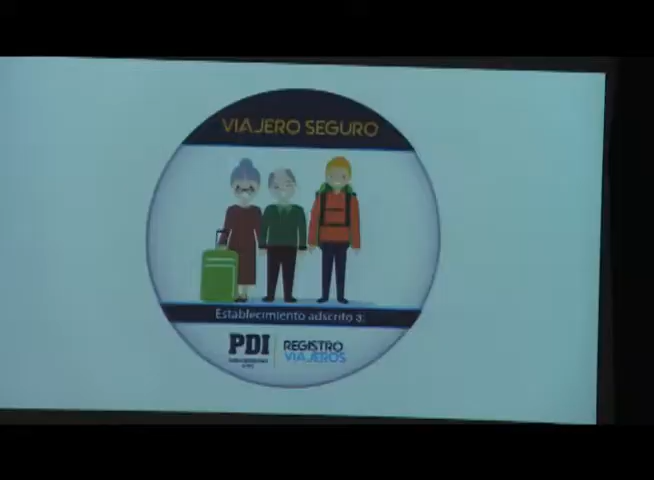 VIAJERO SEGURO
Establecimiento adscrito a:
PDI
REGISTRO
VIAJEROS